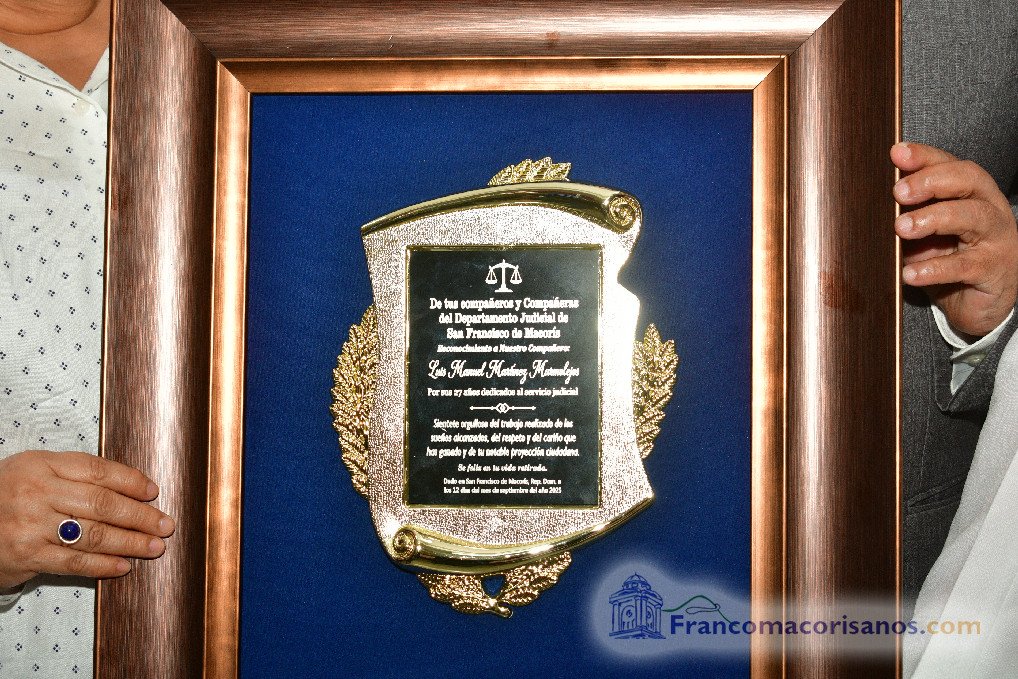 De tus compañeros y Compañeras
del Departamento Judicial de
San Francisco de Macorís
Reconocimiento a Nuestro Compañero:
Luis Manuel Martínez Marmolejos
Por sus 27 años dedicados al servicio judicial
Siéntete orgulloso del trabajo realizado de los
sueños alcanzados, del respeto y del cariño que
has ganado y de tu notable proyección ciudadana.
Se feliz en tu vida retirada.
Dado en San Francisco de Macorís, Rep. Dom. a
los 12 días del mes de septiembre del año 2025
Francomacorisanos.com